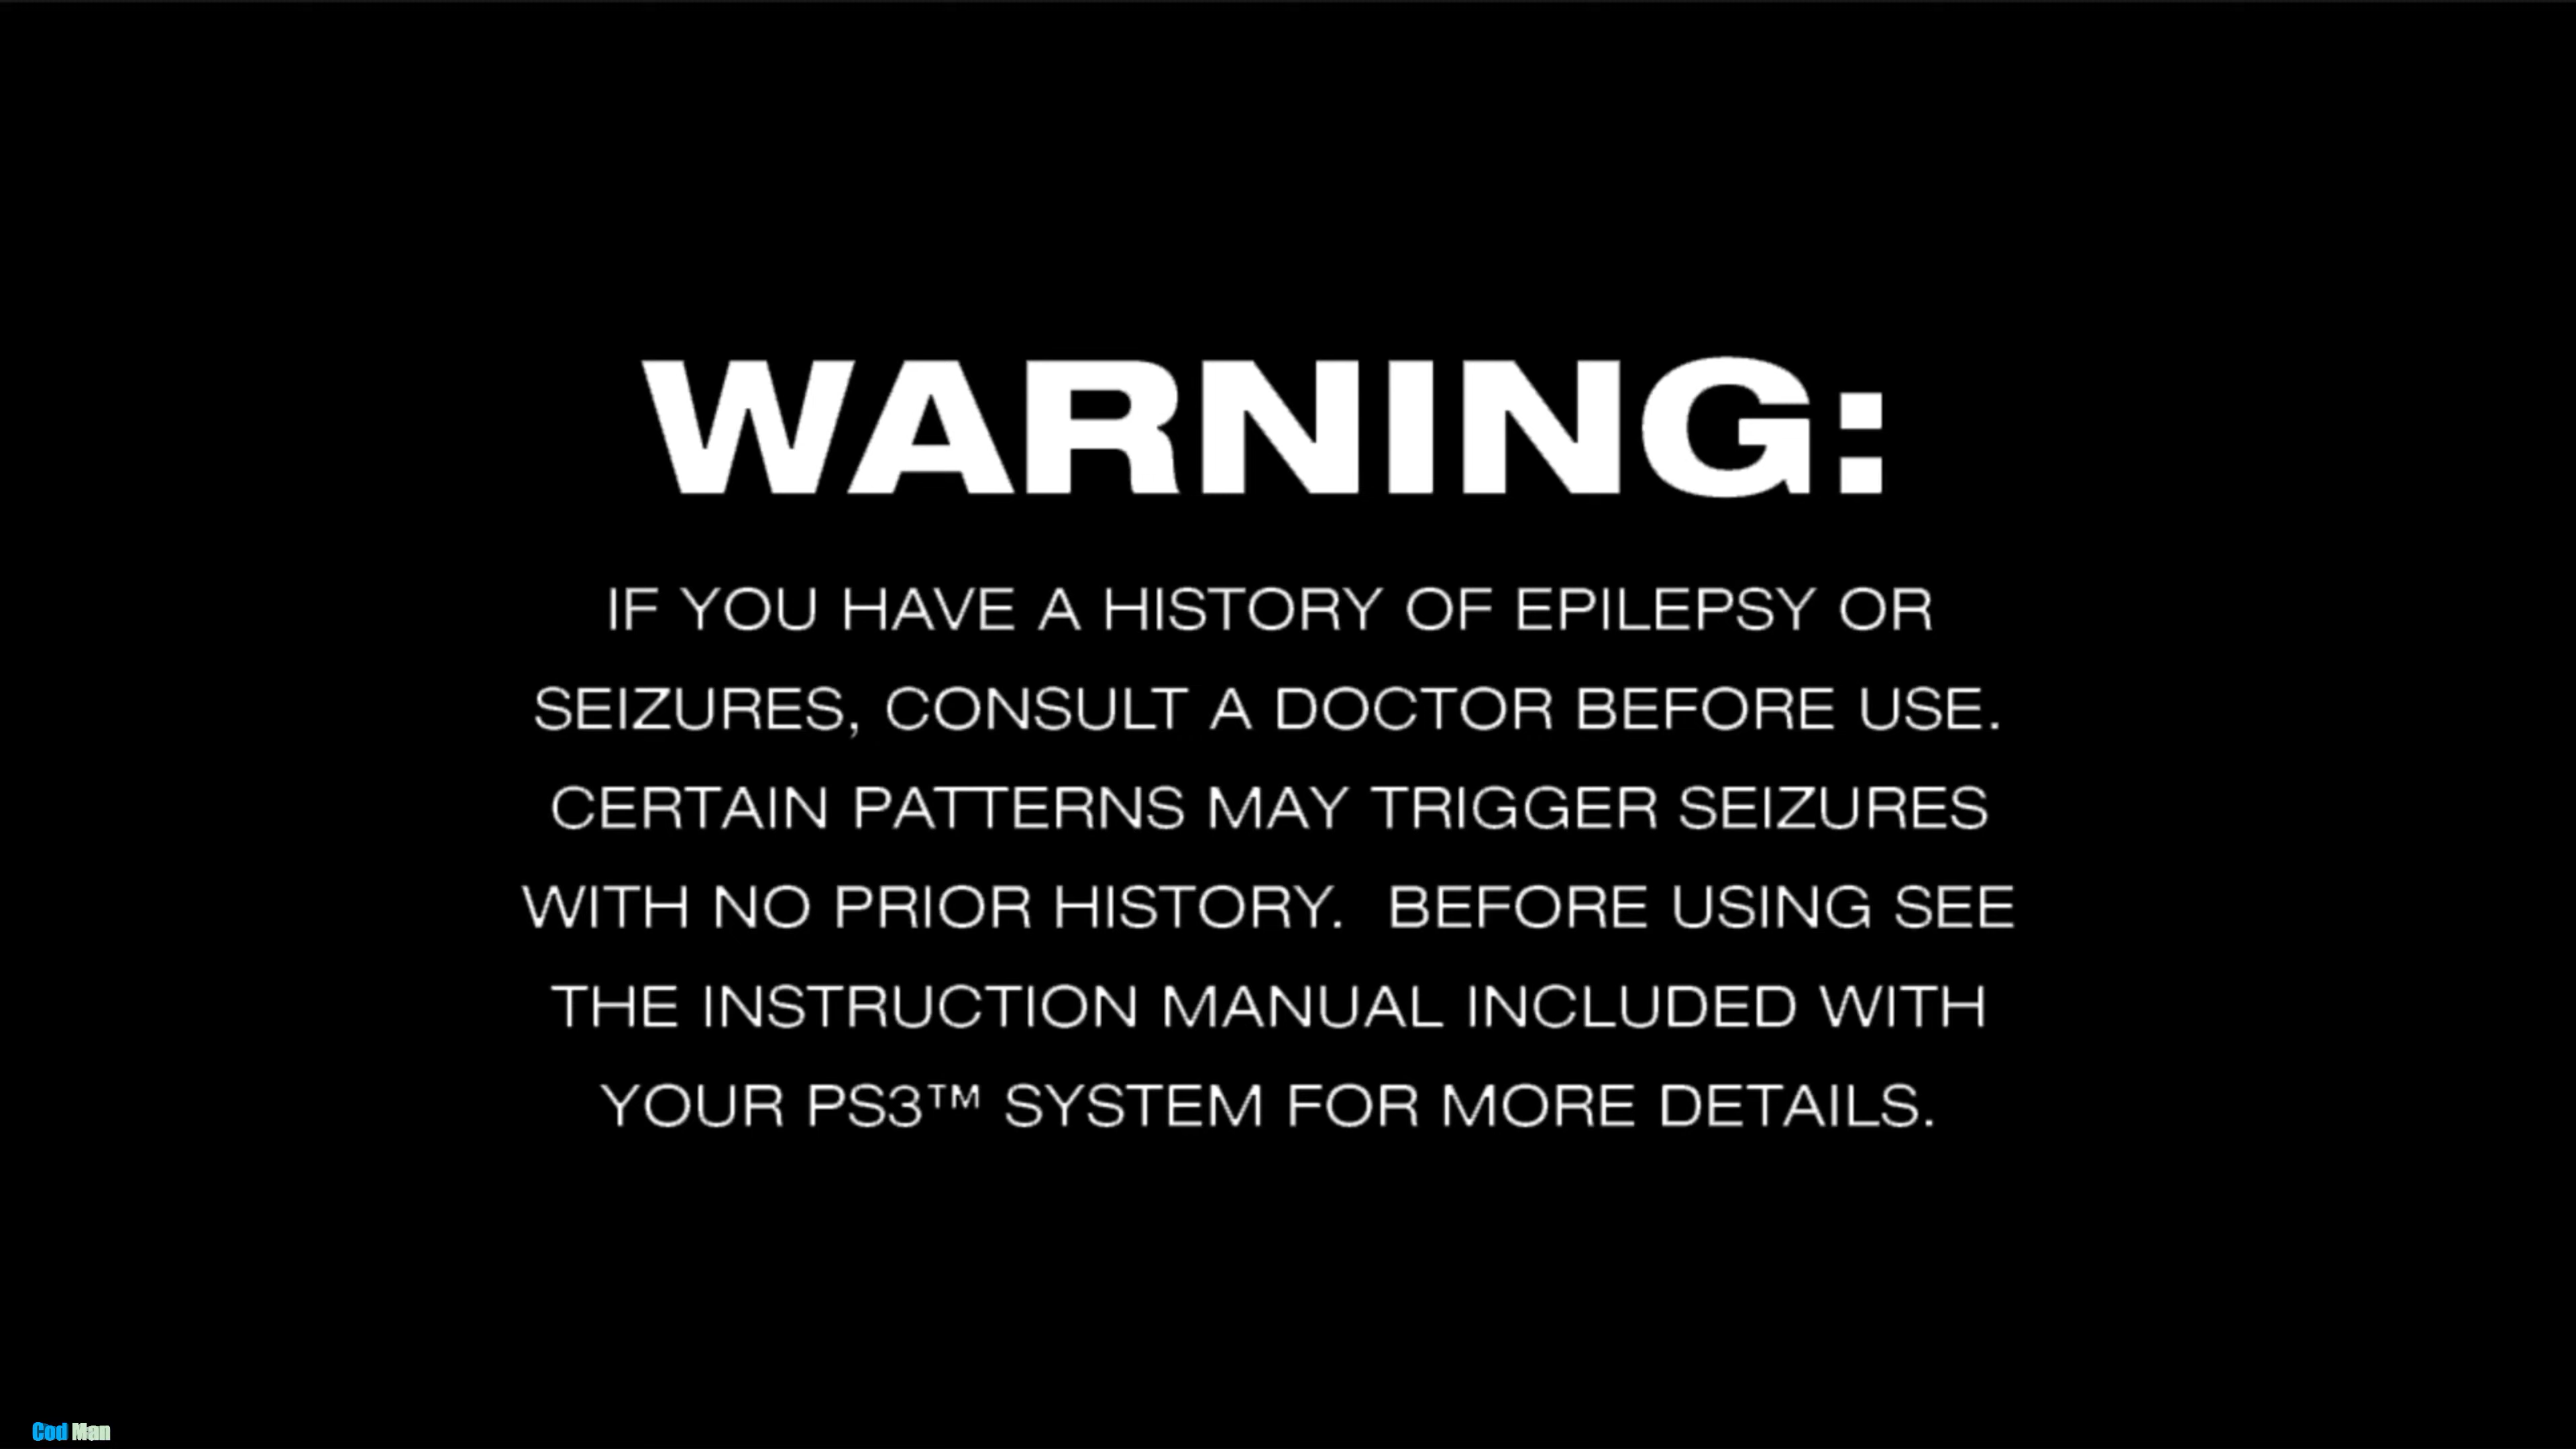 WARNING:
IF YOU HAVE A HISTORY OF EPILEPSY OR
SEIZURES, CONSULT A DOCTOR BEFORE USE.
CERTAIN PATTERNS MAY TRIGGER SEIZURES
WITH NO PRIOR HISTORY.  BEFORE USING SEE
THE INSTRUCTION MANUAL INCLUDED WITH
YOUR PS3™ SYSTEM FOR MORE DETAILS.
Cod Man